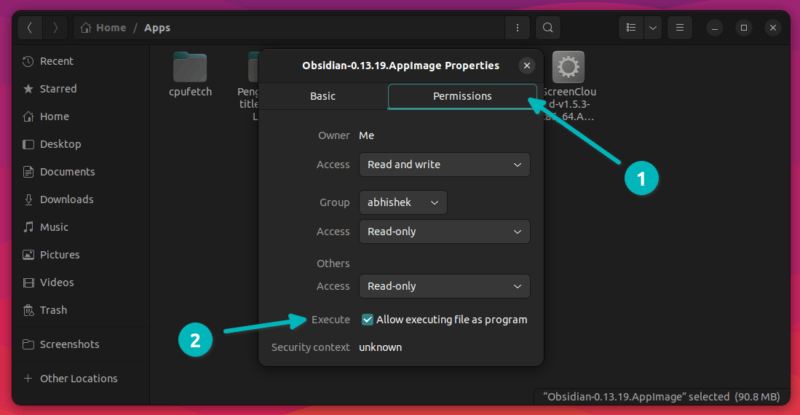 Home / Apps
Recent
Starred
Home
Desktop
Documents
Downloads
Music
Pictures
Videos
Trash
Screenshots
Other Locations
cpufetch
Peng
title
L
ScreenClou
d-v1.5.3-
64.A...
Obsidian-0.13.19.AppImage Properties
Basic
Permissions
Owner Me
Access Read and write
Group abhishek
Access Read-only
Others
Access Read-only
Execute Allow executing file as program
Security context unknown
1
2
"Obsidian-0.13.19.AppImage" selected (90.8 MB)